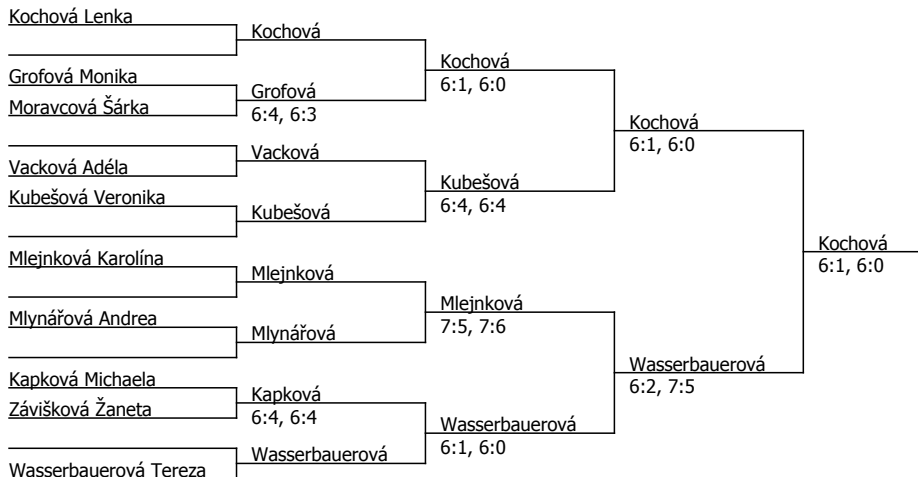 Kochová Lenka
Kochová
Kochová
6:1, 6:0
Grofová Monika
Grofová
6:4, 6:3
Moravcová Šárka
Kochová
6:1, 6:0
Vacková
Vacková Adéla
Kubešová
6:4, 6:4
Kubešová Veronika
Kubešová
Kochová
6:1, 6:0
Mlejnková Karolína
Mlejnková
Mlejnková
7:5, 7:6
Mlynářová Andrea
Mlynářová
Wasserbauerová
6:2, 7:5
Kapková Michaela
Kapková
6:4, 6:4
Závišková Žaneta
Wasserbauerová
6:1, 6:0
Wasserbauerová
Wasserbauerová Tereza